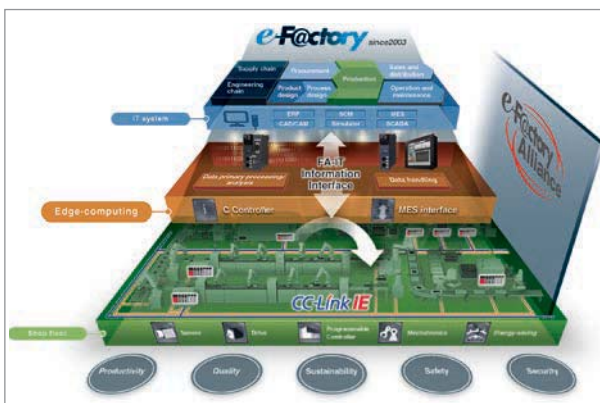 e-F@ctory since2003
Supply chain
Procurement
Production
Sales and distribution
Engineering chain
Product design
Process design
Operation and maintenance
IT system
ERP
SCM
MES
CAD/CAM
Simulator
SCADA
FA-IT
Information
Interface
Data primary processing/
analysis
Data handling
Edge-computing
C Controller
MES interface
e-F@ctory
Alliance
CC-Link IE
Shop floor
Sensor
Drive
Programmable
Controller
Mechatronics
Energy-saving
Productivity
Quality
Sustainability
Safety
Security